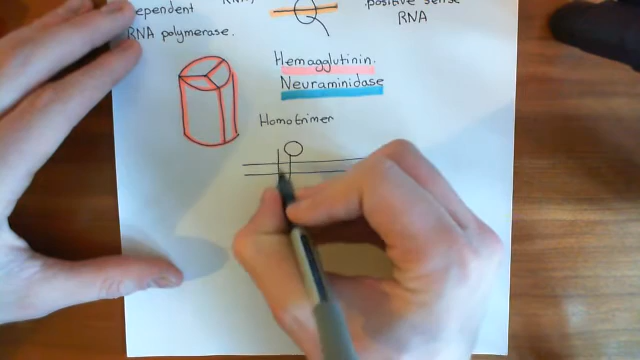 ependent
RNA polymerase.
positive sense
RNA
Hemagglutinin.
Neuraminidase
Homotrimer